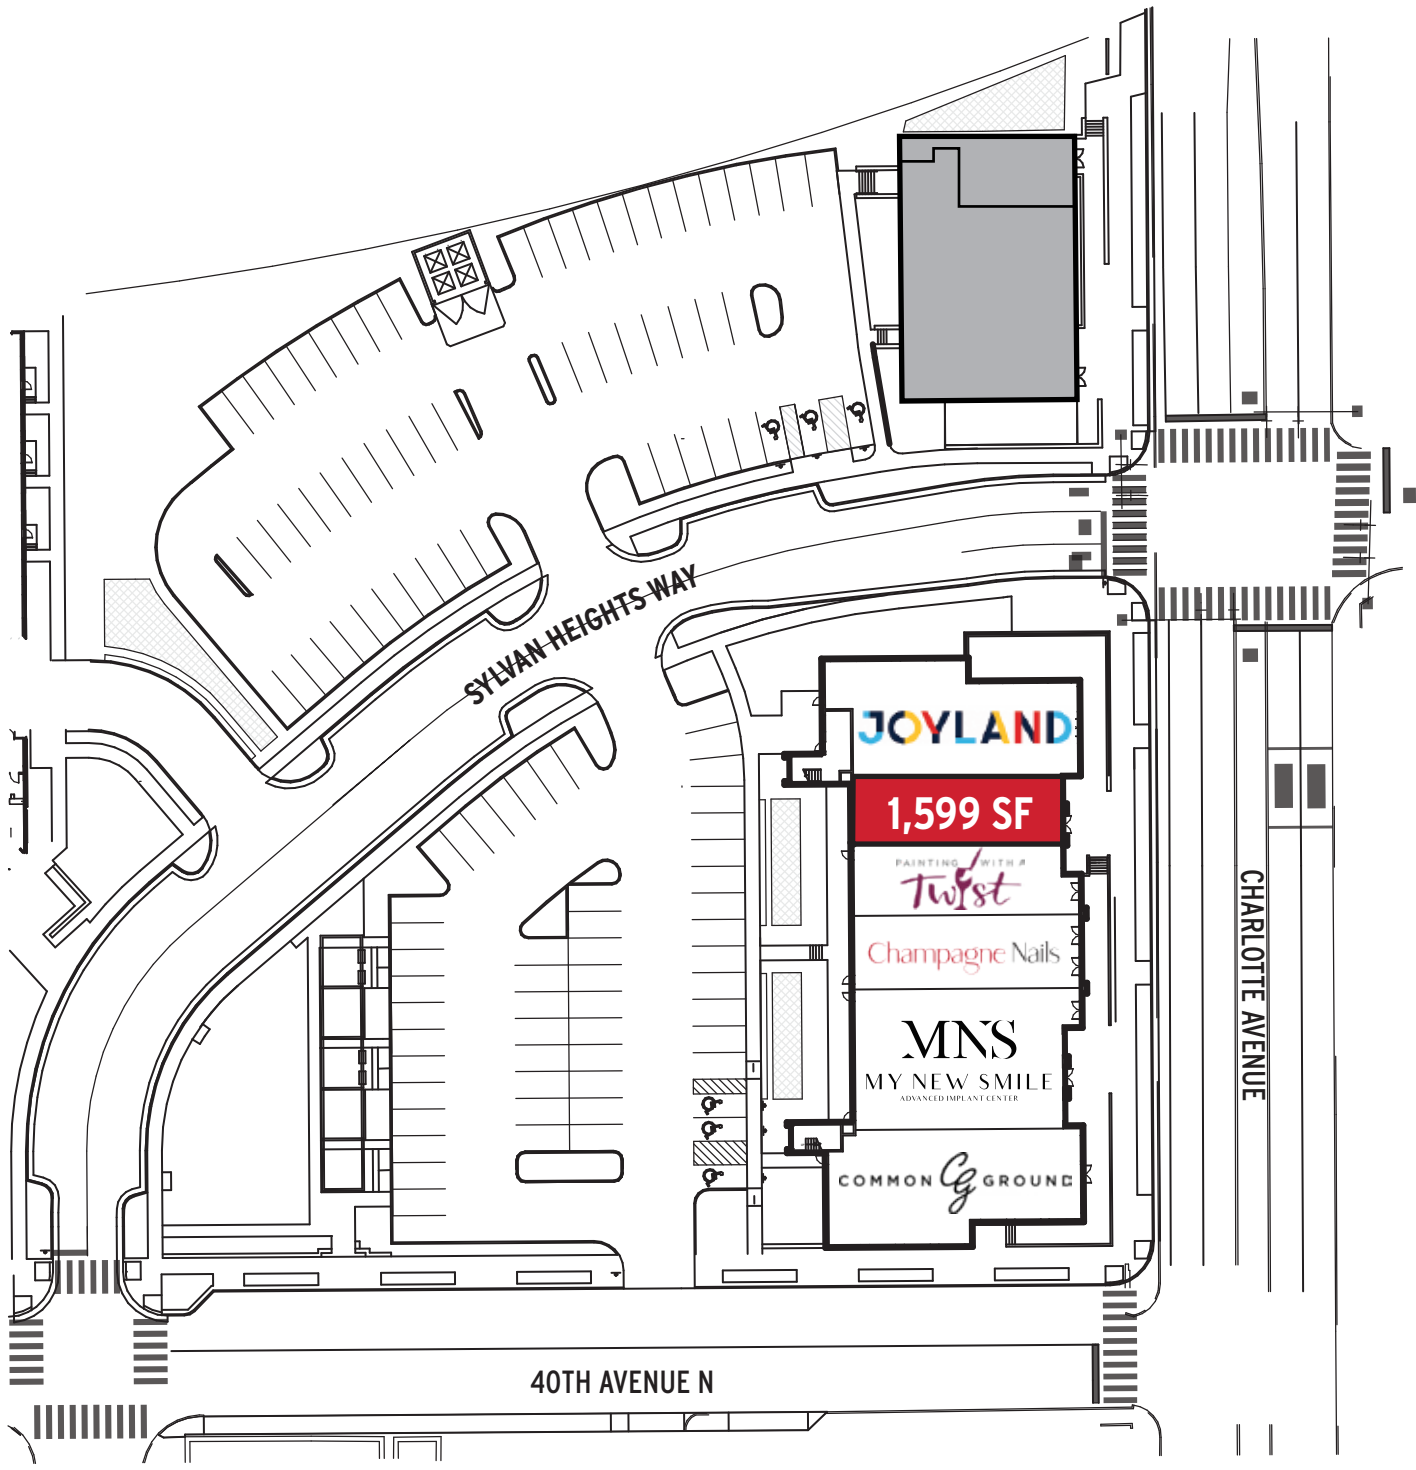 SYLVAN HEIGHTS WAY
JOYLAND
1,599 SF
PAINTING WITH A
Twist
Champagne Nails
MNS
MY NEW SMILE
ADVANCED IMPLANT CENTER
COMMON CG GROUND
CHARLOTTE AVENUE
40TH AVENUE N